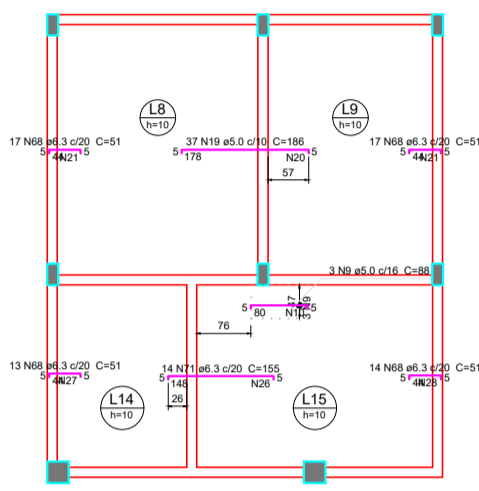 L8
h=10
L9
h=10
17 N68 ø6.3 c/20 C=51
5 44 N21 5
37 N19 ø5.0 c/10 C=186
5 178 N20 5
57
17 N68 ø6.3 c/20 C=51
5 44 N21 5
3 N9 ø5.0 c/16 C=88
47
5 80
76
13 N68 ø6.3 c/20 C=51
5 44 N27 5
14 N71 ø6.3 c/20 C=155
5 148 N26 5
26
14 N68 ø6.3 c/20 C=51
5 44 N28 5
L14
h=10
L15
h=10